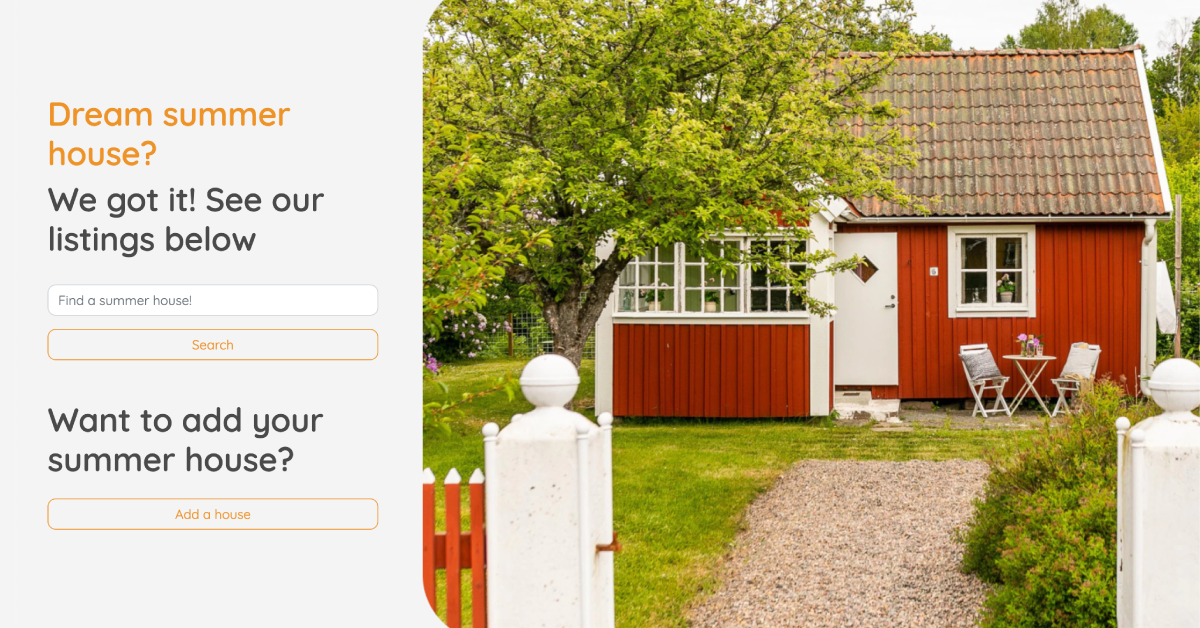 Dream summer
house?
We got it! See our
listings below
Find a summer house!
Search
Want to add your
summer house?
Add a house